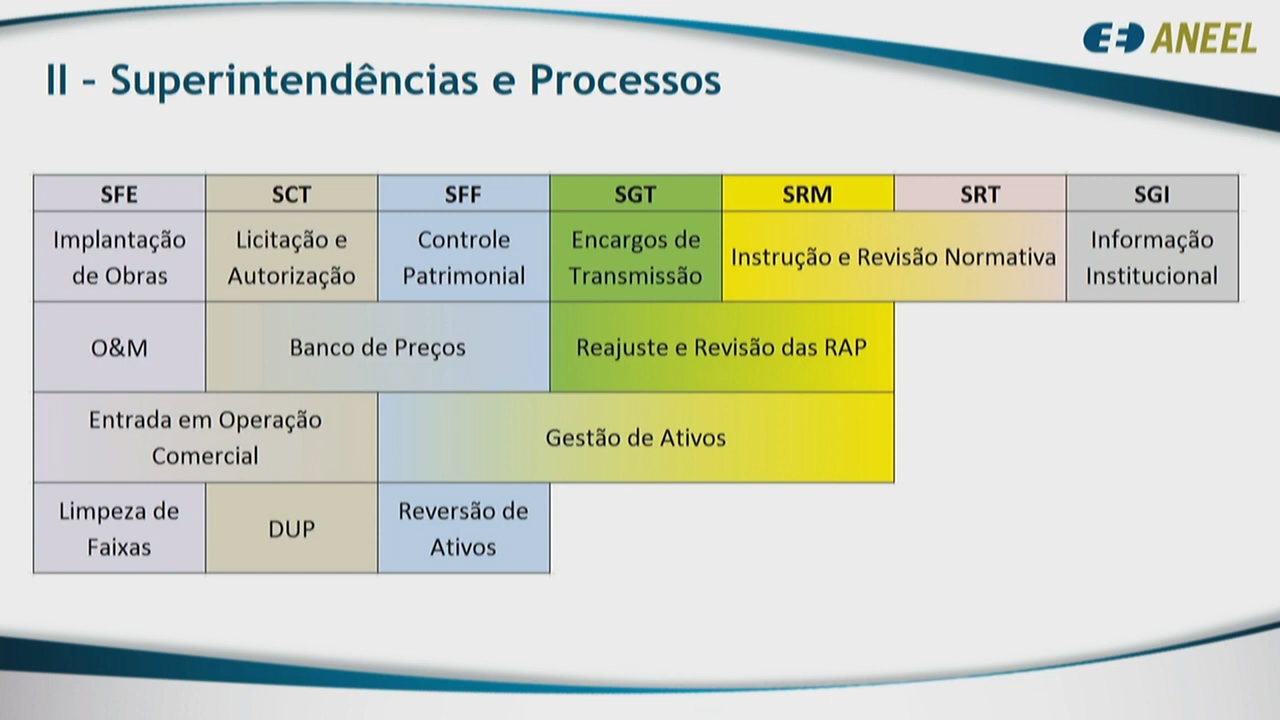 ANEEL
II - Superintendências e Processos
SFE SCT SFF SGT SRM SRT SGI
Implantação
de Obras
Licitação e
Autorização
Controle
Patrimonial
Encargos de
Transmissão
Instrução e Revisão Normativa
Informação
Institucional
O&M
Banco de Preços
Reajuste e Revisão das RAP
Entrada em Operação
Comercial
Gestão de Ativos
Limpeza de
Faixas
DUP
Reversão de
Ativos